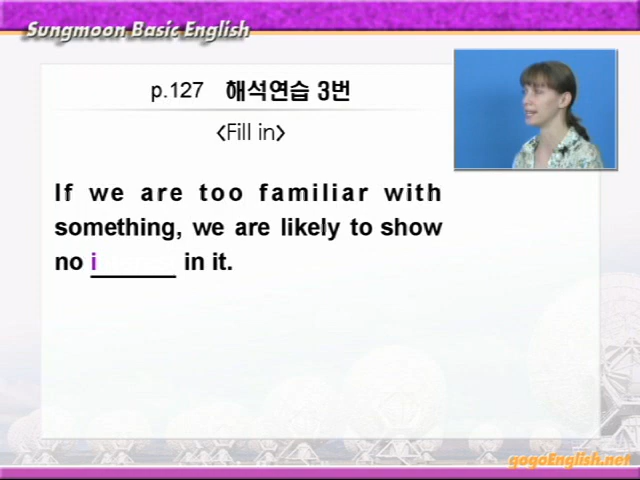 Sungmoon Basic English
p.127 해석연습 3번
<Fill in>
If we are too familiar with
something, we are likely to show
no i______ in it.
gogoEnglish.net